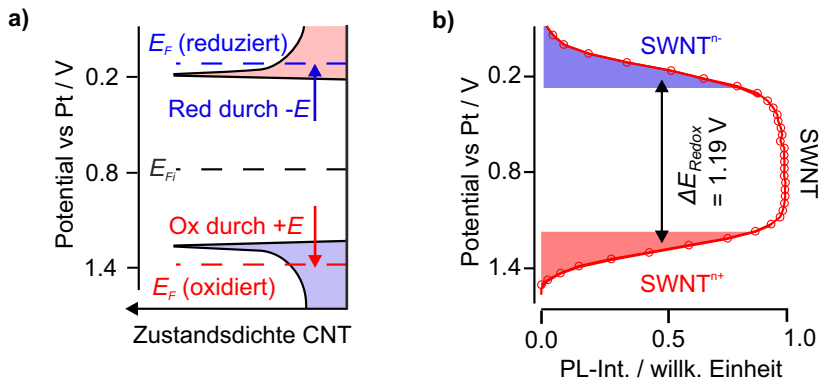 a)
Potential vs Pt / V
0.2
0.8
1.4
E_F (reduziert)
Red durch -E
E_Fi
Ox durch +E
E_F (oxidiert)
Zustandsdichte CNT
b)
Potential vs Pt / V
0.2
0.8
1.4
SWNT^n-
ΔE_Redox
= 1.19 V
SWNT
SWNT^n+
0.0
0.5
1.0
PL-Int. / willk. Einheit